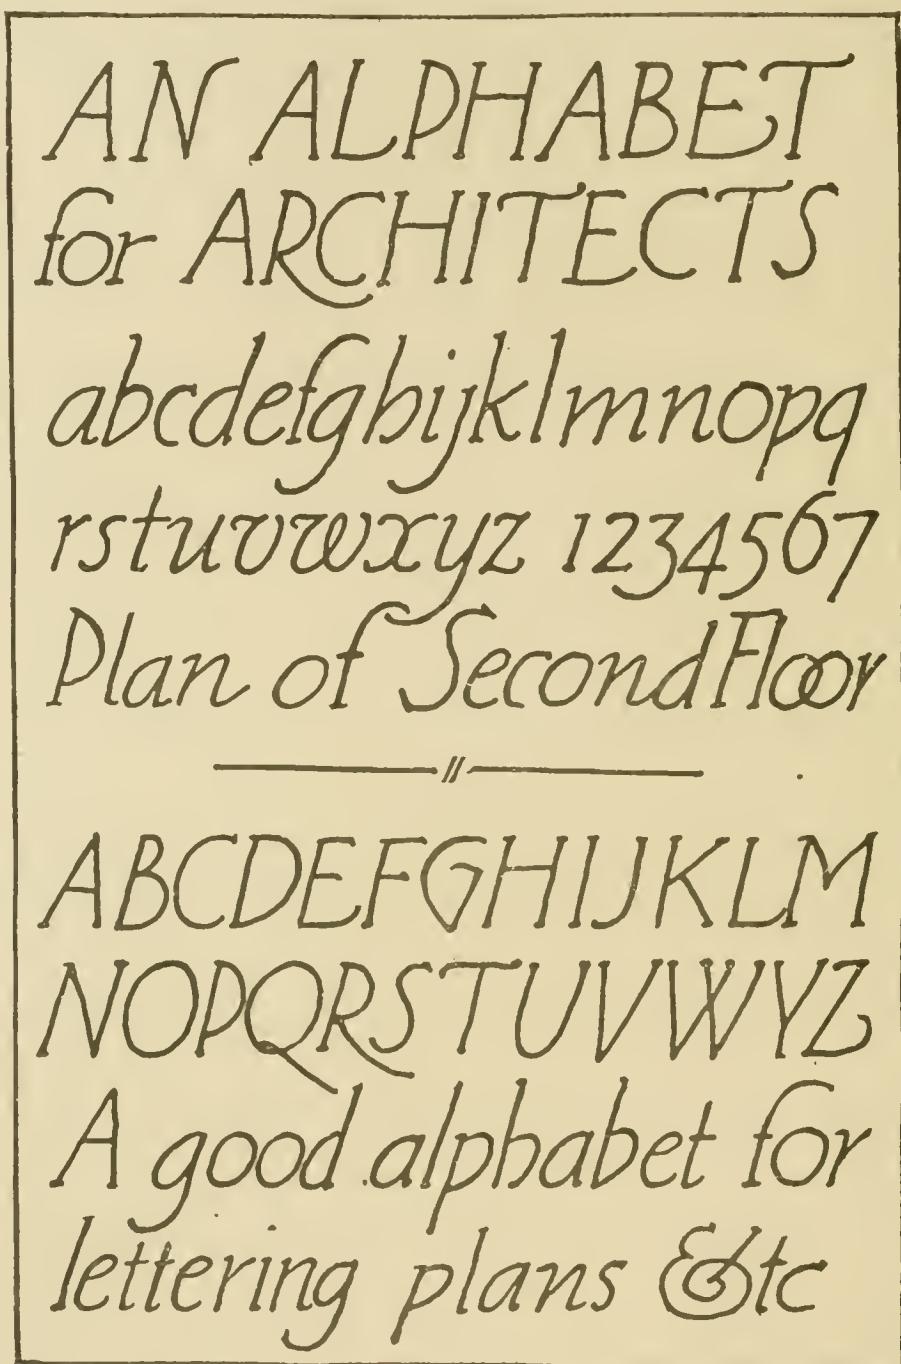 AN ALPHABET
for ARCHITECTS
abcdefghijklmnopq
rstuvwxyz 1234567
Plan of Second Floor
ABCDEFGHIJKLM
NOPQRSTUVWYZ
A good alphabet for
lettering plans &tc